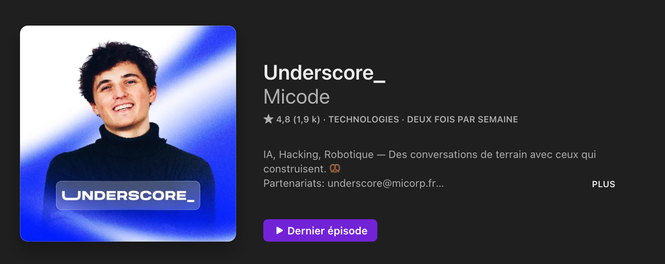 UNDERSCORE_
Underscore_
Micode
★ 4,8 (1,9 k) · TECHNOLOGIES · DEUX FOIS PAR SEMAINE
IA, Hacking, Robotique — Des conversations de terrain avec ceux qui
construisent. 🥨
Partenariats: underscore@micorp.fr...
PLUS
▶ Dernier épisode